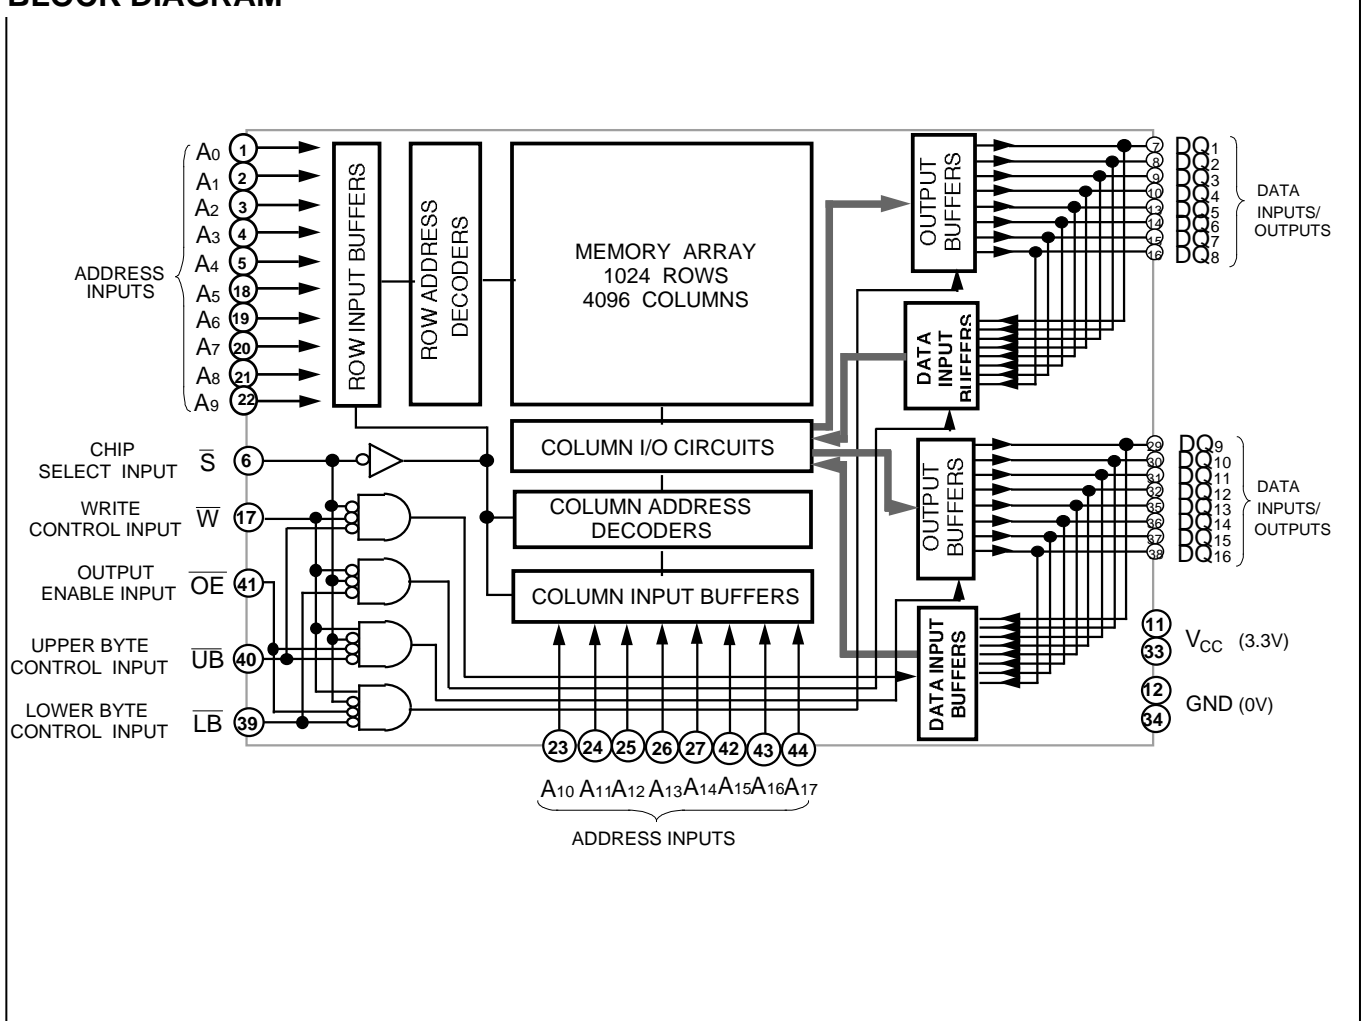 BLOCK DIAGRAM
A0 1
A1 2
A2 3
A3 4
A4 5
A5 18
A6 19
A7 20
A8 21
A9 22
ADDRESS
INPUTS
ROW INPUT BUFFERS
ROW ADDRESS
DECODERS
MEMORY ARRAY
1024 ROWS
4096 COLUMNS
COLUMN I/O CIRCUITS
COLUMN ADDRESS
DECODERS
COLUMN INPUT BUFFERS
CHIP
SELECT INPUT
S̅ 6
WRITE
CONTROL INPUT
W̅ 17
OUTPUT
ENABLE INPUT
O̅E̅ 41
UPPER BYTE
CONTROL INPUT
U̅B̅ 40
LOWER BYTE
CONTROL INPUT
L̅B̅ 39
OUTPUT
BUFFERS
DATA
INPUT
BUFFERS
OUTPUT
BUFFERS
DATA INPUT
BUFFERS
7 DQ1
8 DQ2
9 DQ3
10 DQ4
13 DQ5
14 DQ6
15 DQ7
16 DQ8
DATA
INPUTS/
OUTPUTS
29 DQ9
30 DQ10
31 DQ11
32 DQ12
35 DQ13
36 DQ14
37 DQ15
38 DQ16
DATA
INPUTS/
OUTPUTS
11
33
VCC (3.3V)
12
34
GND (0V)
23 24 25 26 27 42 43 44
A10 A11 A12 A13 A14 A15 A16 A17
ADDRESS INPUTS